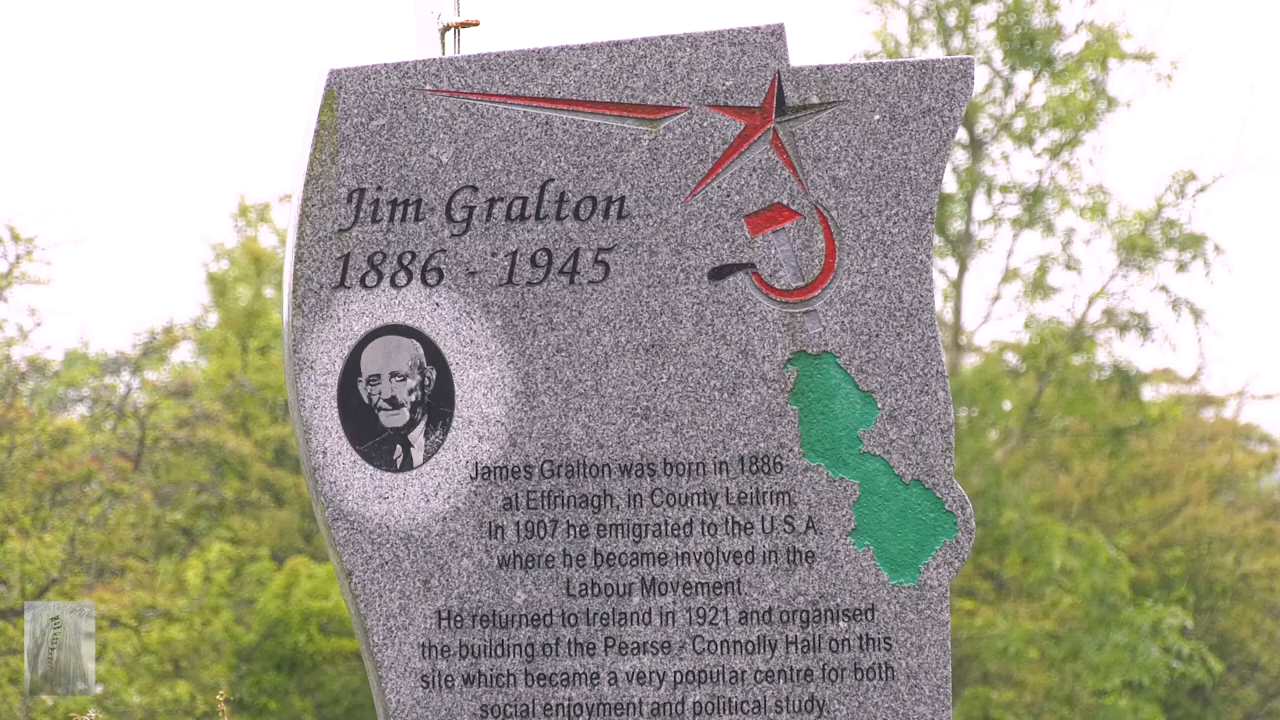 Jim Gralton
1886 - 1945
James Gralton was born in 1886
at Effrinagh, in County Leitrim.
In 1907 he emigrated to the U.S.A.
where he became involved in the
Labour Movement.
He returned to Ireland in 1921 and organised
the building of the Pearse - Connolly Hall on this
site which became a very popular centre for both
social enjoyment and political study.